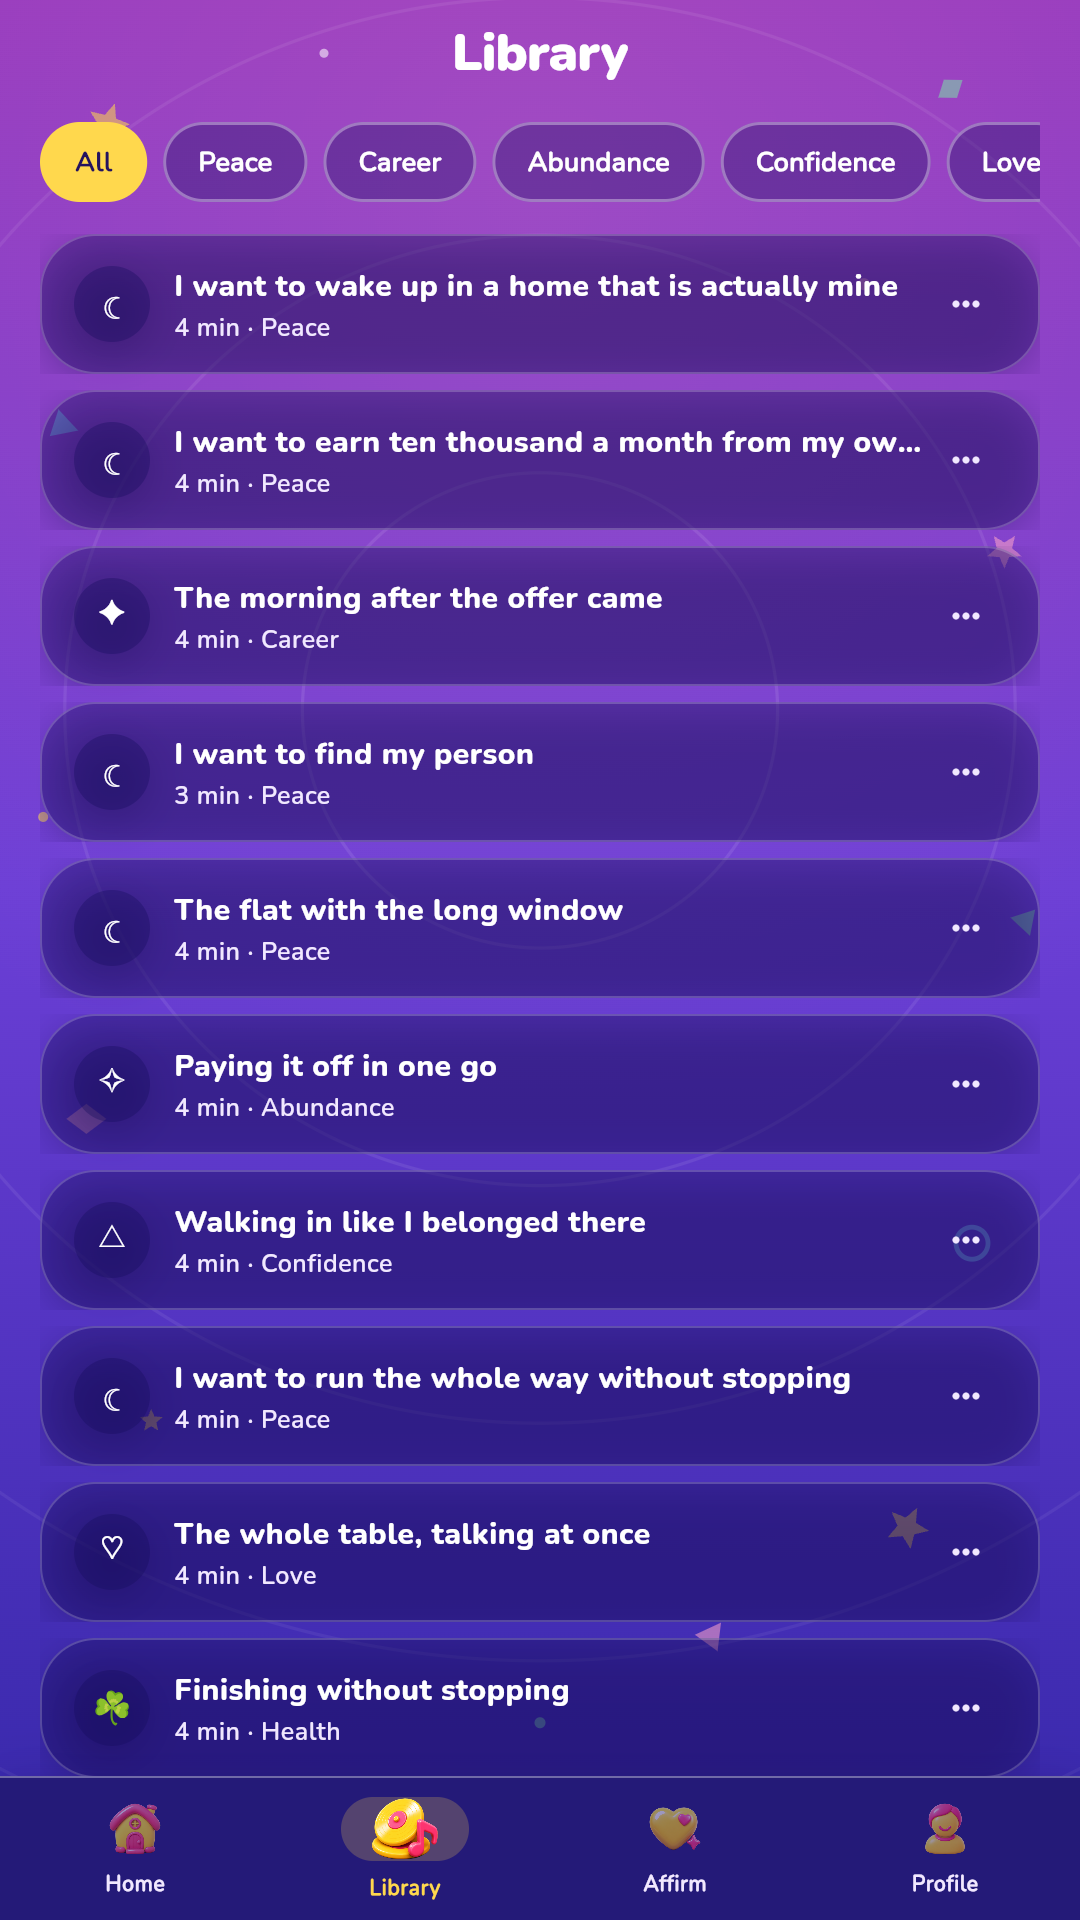 Library
All
Peace
Career
Abundance
Confidence
Love
I want to wake up in a home that is actually mine
4 min · Peace
I want to earn ten thousand a month from my ow...
4 min · Peace
The morning after the offer came
4 min · Career
I want to find my person
3 min · Peace
The flat with the long window
4 min · Peace
Paying it off in one go
4 min · Abundance
Walking in like I belonged there
4 min · Confidence
I want to run the whole way without stopping
4 min · Peace
The whole table, talking at once
4 min · Love
Finishing without stopping
4 min · Health
Home
Library
Affirm
Profile